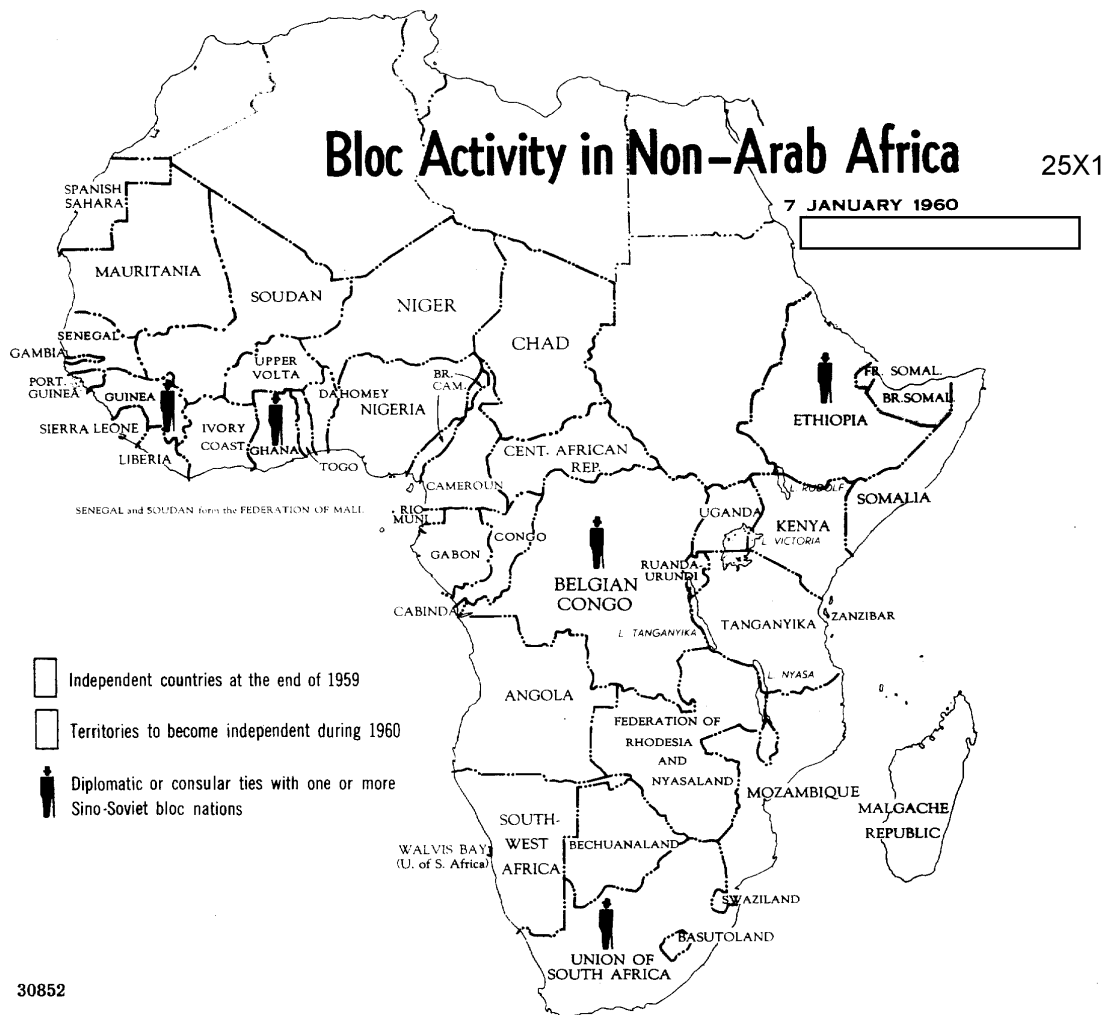 Bloc Activity in Non-Arab Africa
25X1
7 JANUARY 1960
SPANISH
SAHARA
MAURITANIA
SOUDAN
NIGER
CHAD
SENEGAL
GAMBIA
PORT.
GUINEA
GUINEA
SIERRA LEONE
LIBERIA
UPPER
VOLTA
IVORY
COAST
GHANA
DAHOMEY
TOGO
NIGERIA
BR.
CAM.
CENT. AFRICAN
REP.
CAMEROUN
ETHIOPIA
FR. SOMAL.
BR. SOMAL.
SOMALIA
L. RUDOLF
UGANDA
KENYA
L. VICTORIA
SENEGAL and SOUDAN form the FEDERATION OF MALI.
RIO
MUNI
GABON
CONGO
CABINDA
BELGIAN
CONGO
RUANDA-
URUNDI
L. TANGANYIKA
TANGANYIKA
ZANZIBAR
L. NYASA
ANGOLA
FEDERATION OF
RHODESIA
AND
NYASALAND
MOZAMBIQUE
MALGACHE
REPUBLIC
SOUTH-
WEST
AFRICA
WALVIS BAY
(U. of S. Africa)
BECHUANALAND
SWAZILAND
BASUTOLAND
UNION OF
SOUTH AFRICA
Independent countries at the end of 1959
Territories to become independent during 1960
Diplomatic or consular ties with one or more
Sino-Soviet bloc nations
30852